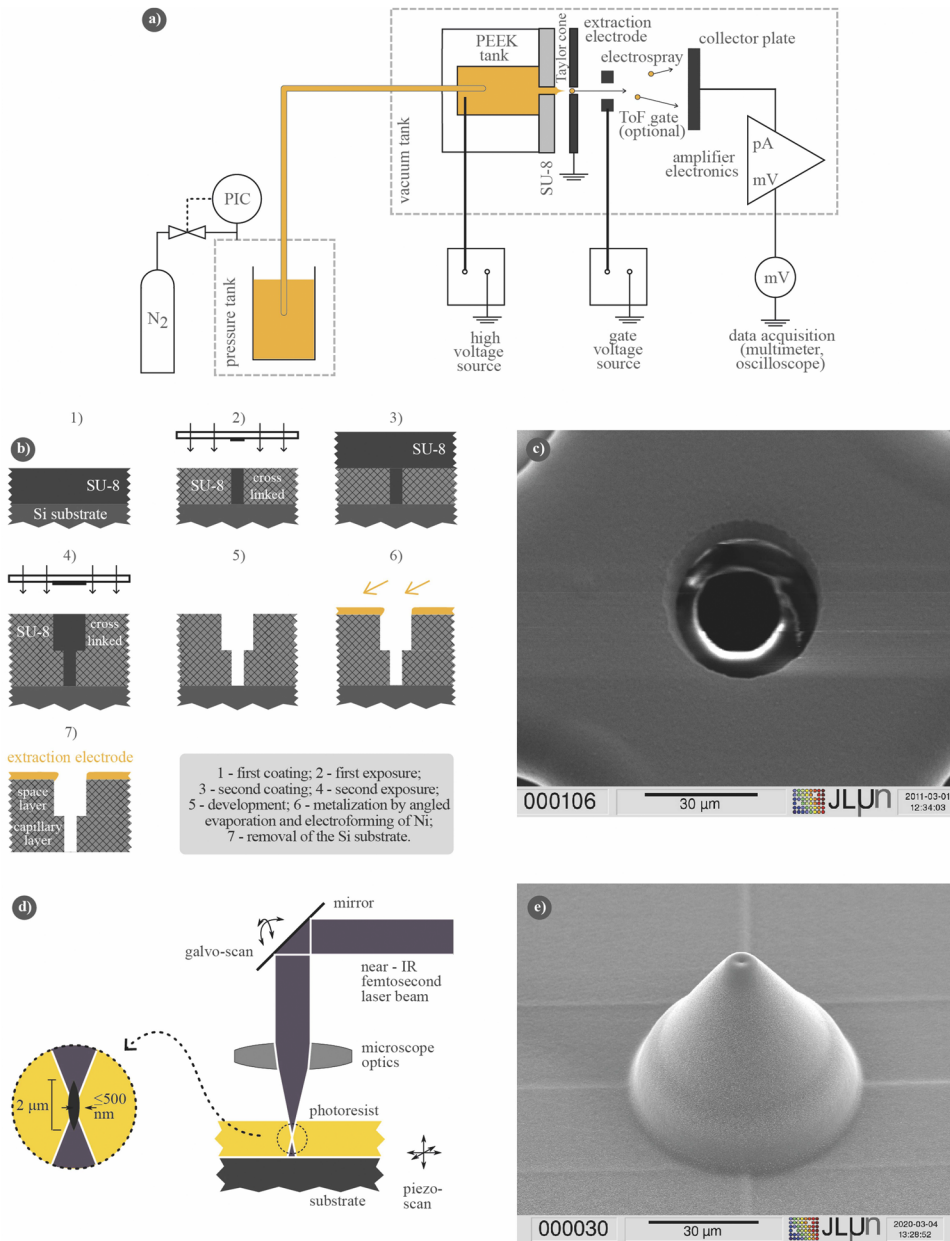 a)
PEEK
tank
Taylor cone
extraction
electrode
electrospray
collector plate
ToF gate
(optional)
vacuum tank
SU-8
amplifier
electronics
pA
mV
PIC
N2
pressure tank
mV
high
voltage
source
gate
voltage
source
data acquisition
(multimeter,
oscilloscope)
b)
1)
SU-8
Si substrate
2)
SU-8
cross
linked
3)
SU-8
4)
SU-8
cross
linked
5)
6)
7)
extraction electrode
space
layer
capillary
layer
1 - first coating; 2 - first exposure;
3 - second coating; 4 - second exposure;
5 - development; 6 - metalization by angled
evaporation and electroforming of Ni;
7 - removal of the Si substrate.
c)
000106
30 µm
JLµn
2011-03-01
12:34:03
d)
mirror
galvo-scan
near - IR
femtosecond
laser beam
microscope
optics
photoresist
2 µm
≤500
nm
substrate
piezo-
scan
e)
000030
30 µm
JLµn
2020-03-04
13:28:52